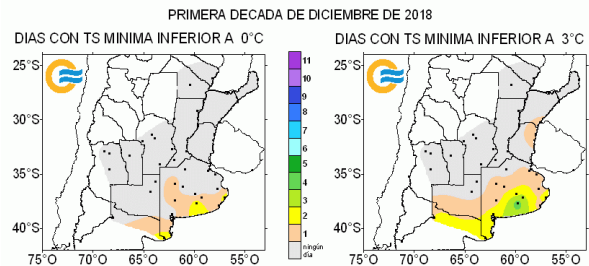 PRIMERA DECADA DE DICIEMBRE DE 2018
DIAS CON TS MINIMA INFERIOR A 0°C
DIAS CON TS MINIMA INFERIOR A 3°C
25°S
30°S
35°S
40°S
75°W
70°W
65°W
60°W
55°W
11
10
9
8
7
6
5
4
3
2
1
ningún
día
25°S
30°S
35°S
40°S
75°W
70°W
65°W
60°W
55°W